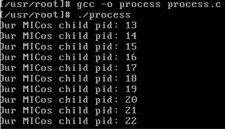 [/usr/root]# gcc -o process process.c
[/usr/root]# ./process
Our MICos child pid: 13
Our MICos child pid: 14
Our MICos child pid: 15
Our MICos child pid: 16
Our MICos child pid: 17
Our MICos child pid: 18
Our MICos child pid: 19
Our MICos child pid: 20
Our MICos child pid: 21
Our MICos child pid: 22